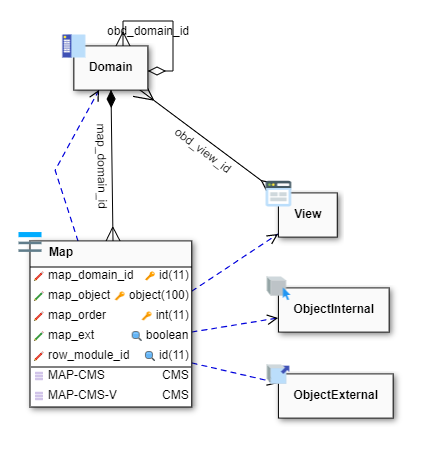 obd_domain_id
Domain
map_domain_id
obd_view_id
View
Map
map_domain_id id(11)
map_object object(100)
map_order int(11)
map_ext boolean
row_module_id id(11)
MAP-CMS CMS
MAP-CMS-V CMS
ObjectInternal
ObjectExternal